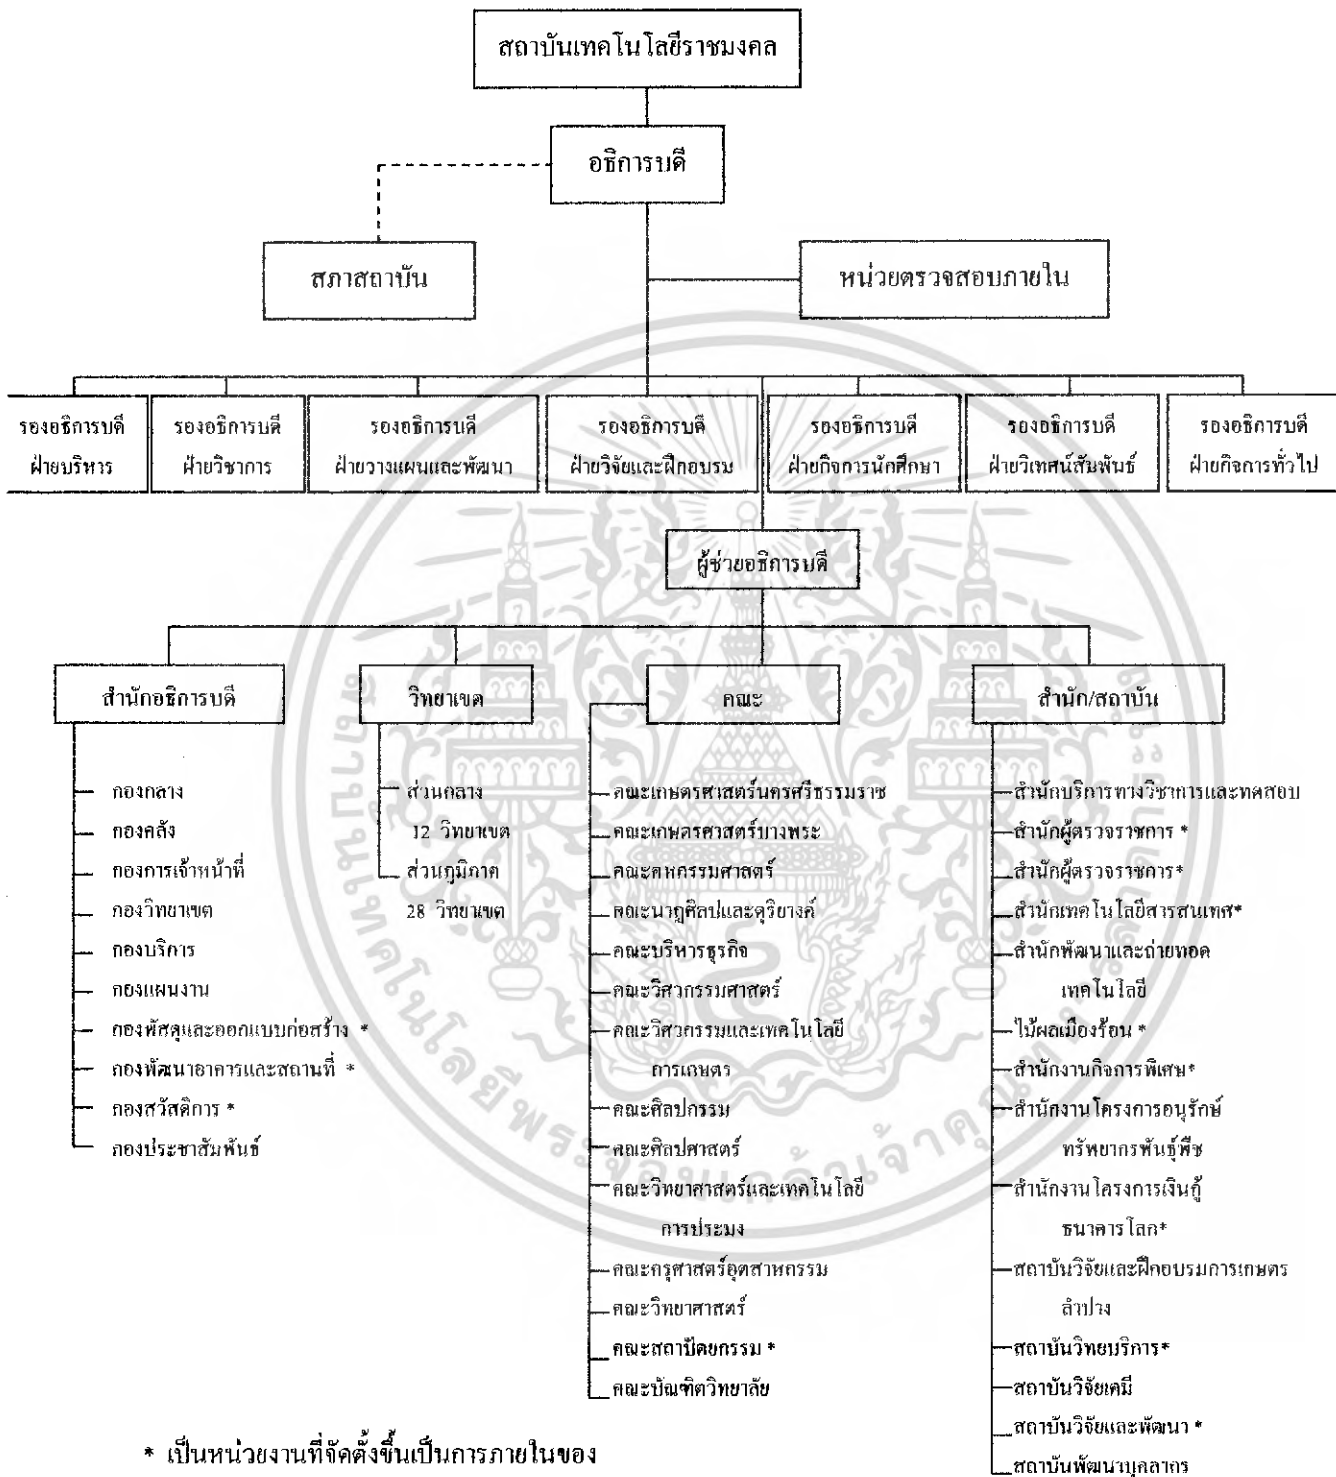 สถาบันเทคโนโลยีราชมงคล
อธิการบดี
สภาสถาบัน
หน่วยตรวจสอบภายใน
รองอธิการบดี
ฝ่ายบริหาร
รองอธิการบดี
ฝ่ายวิชาการ
รองอธิการบดี
ฝ่ายวางแผนและพัฒนา
รองอธิการบดี
ฝ่ายวิจัยและฝึกอบรม
รองอธิการบดี
ฝ่ายกิจการนักศึกษา
รองอธิการบดี
ฝ่ายวิเทศน์สัมพันธ์
รองอธิการบดี
ฝ่ายกิจการทั่วไป
ผู้ช่วยอธิการบดี
สำนักอธิการบดี
กองกลาง
กองคลัง
กองการเจ้าหน้าที่
กองวิทยาเขต
กองบริการ
กองแผนงาน
กองพัสดุและออกแบบก่อสร้าง *
กองพัฒนาอาคารและสถานที่ *
กองสวัสดิการ *
กองประชาสัมพันธ์
วิทยาเขต
ส่วนกลาง
12 วิทยาเขต
ส่วนภูมิภาค
28 วิทยาเขต
คณะ
คณะเกษตรศาสตร์นครศรีธรรมราช
คณะเกษตรศาสตร์บางพระ
คณะคหกรรมศาสตร์
คณะนาฏศิลปและดุริยางค์
คณะบริหารธุรกิจ
คณะวิศวกรรมศาสตร์
คณะวิศวกรรมและเทคโนโลยี
การเกษตร
คณะศิลปกรรม
คณะศิลปศาสตร์
คณะวิทยาศาสตร์และเทคโนโลยี
การประมง
คณะครุศาสตร์อุตสาหกรรม
คณะวิทยาศาสตร์
คณะสถาปัตยกรรม *
คณะบัณฑิตวิทยาลัย
สำนัก/สถาบัน
สำนักบริการทางวิชาการและทดสอบ
สำนักผู้ตรวจราชการ *
สำนักผู้ตรวจราชการ*
สำนักเทคโนโลยีสารสนเทศ*
สำนักพัฒนาและถ่ายทอด
เทคโนโลยี
ไม้ผลเมืองร้อน *
สำนักงานกิจการพิเศษ*
สำนักงานโครงการอนุรักษ์
ทรัพยากรพันธุ์พืช
สำนักงานโครงการเงินกู้
ธนาคารโลก*
สถาบันวิจัยและฝึกอบรมการเกษตร
ลำปาง
สถาบันวิทยบริการ*
สถาบันวิจัยเคมี
สถาบันวิจัยและพัฒนา *
สถาบันพัฒนาบุคลากร
* เป็นหน่วยงานที่จัดตั้งขึ้นเป็นการภายในของ
สถาบันเทคโนโลยีพระจอมเกล้าเจ้าคุณทหารลาดกระบัง